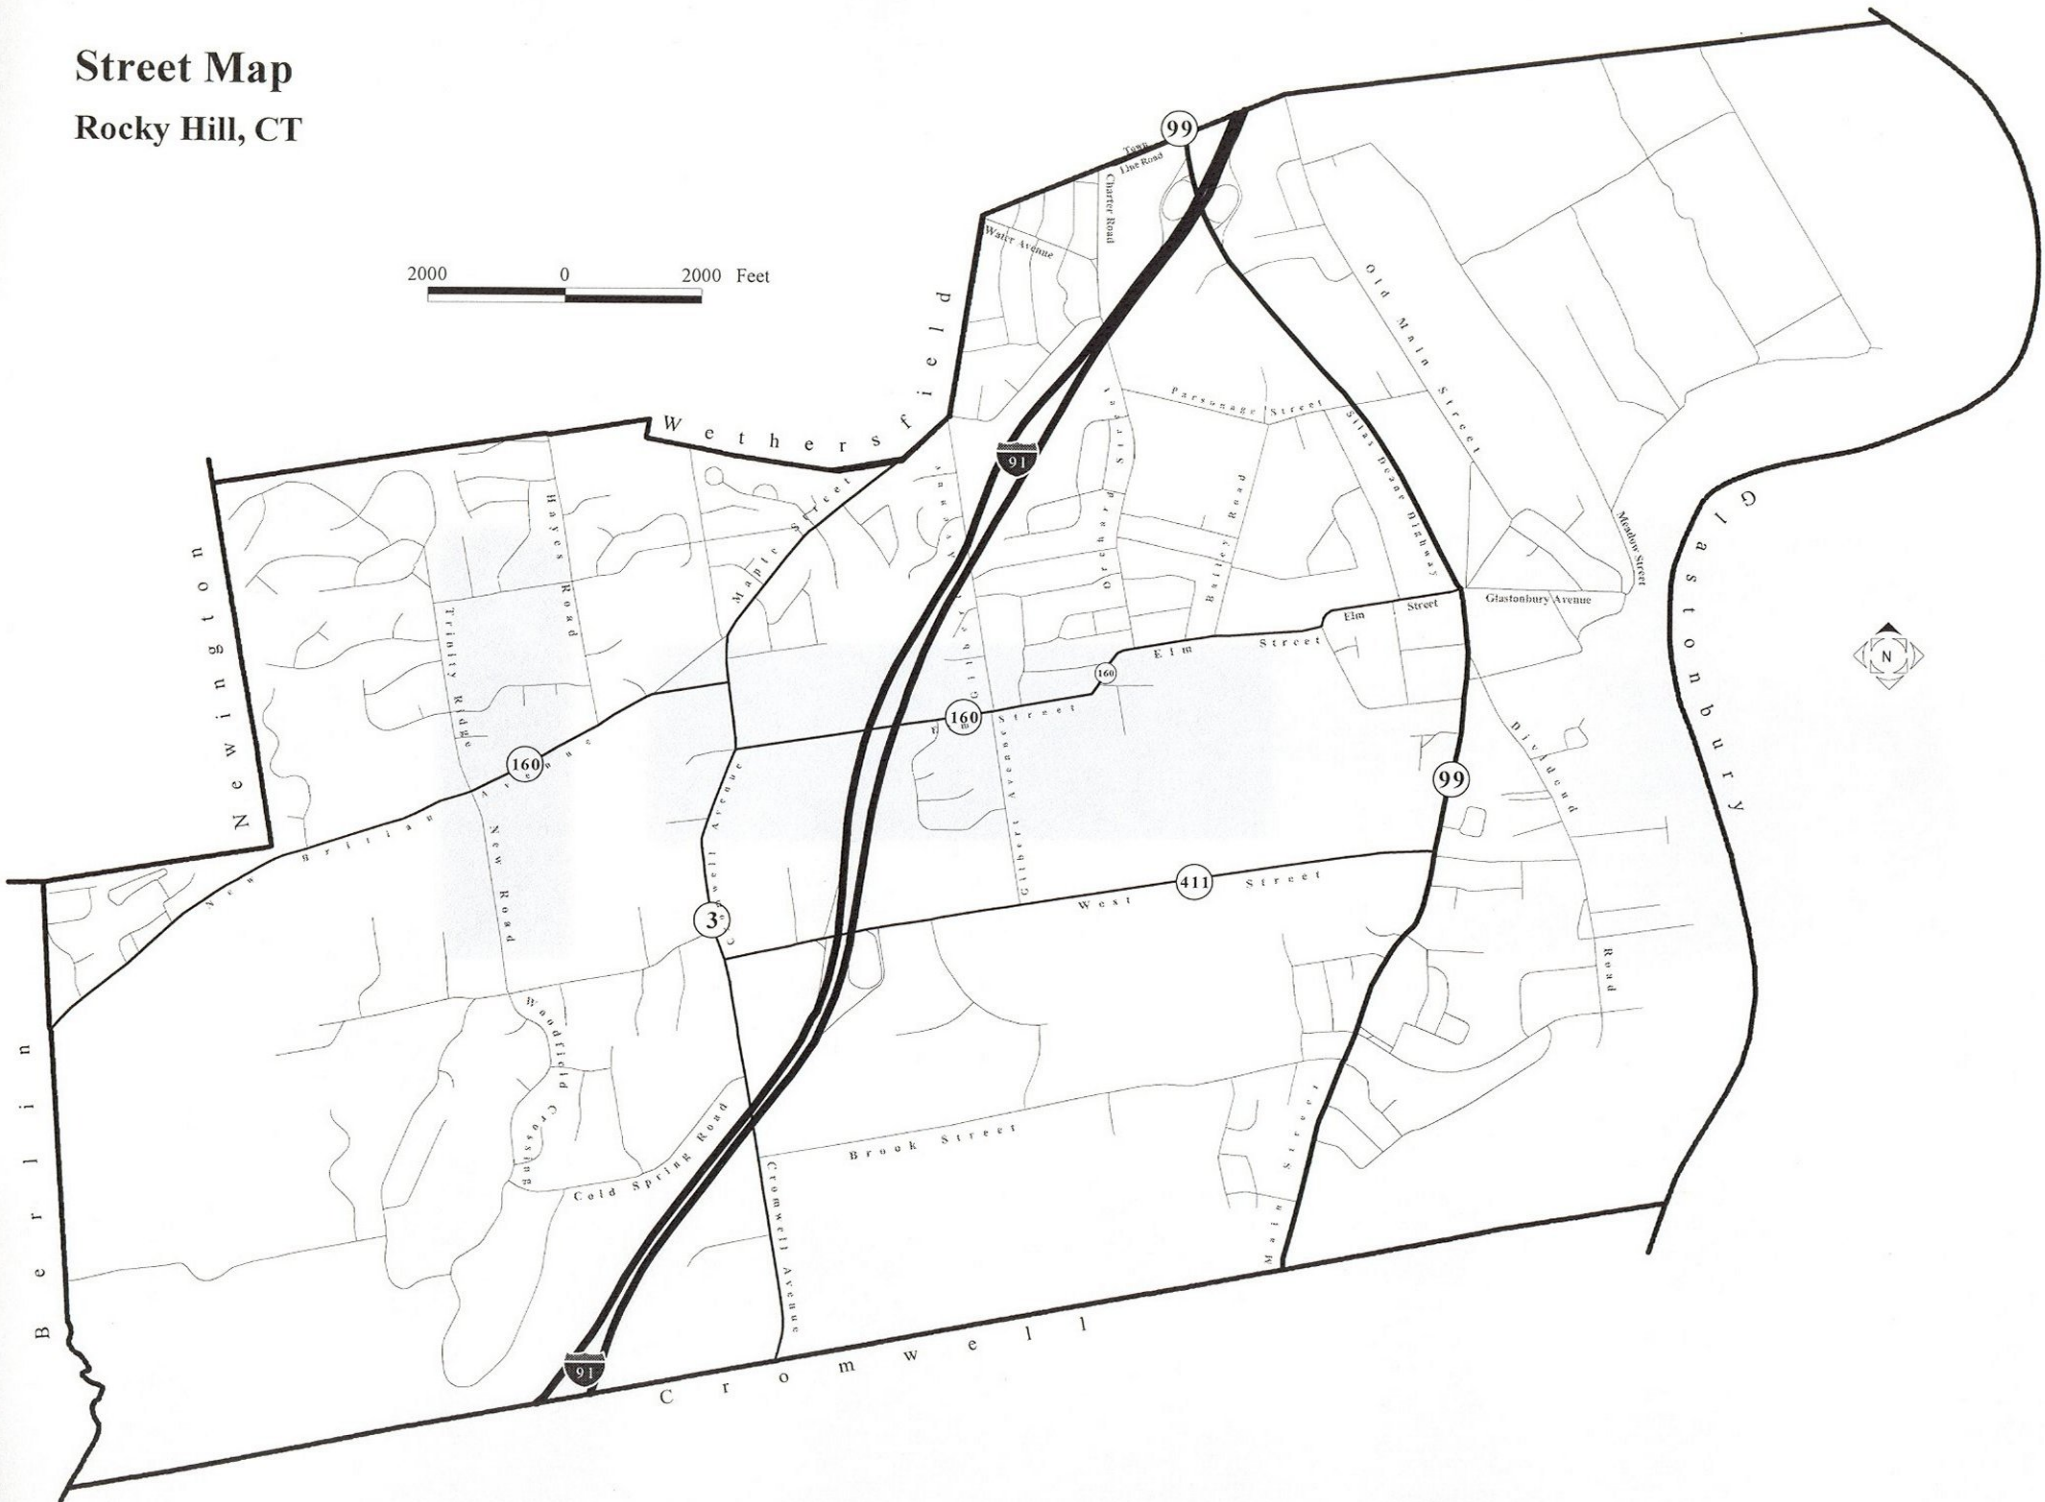 Street Map
Rocky Hill, CT
2000 0 2000 Feet
99
Town
Line Road
Charter Road
Water Avenue
Wethersfield
Old Main Street
Parsonage Street
Silas Deane Highway
91
Orchard Street
Bailey Road
Maple Street
Hayes Road
Newington
Trinity Ridge
Meadow Street
Glastonbury
Glastonbury Avenue
Elm Street
Elm Street
160
160
Street
Gilbert Avenue
Gilbert Avenue
N
160
New Britian Avenue
New Road
Cromwell Avenue
3
Dividend Road
99
411
West Street
Woodfield Crossing
Cold Spring Road
Brook Street
Main Street
Cromwell Avenue
Berlin
91
Cromwell